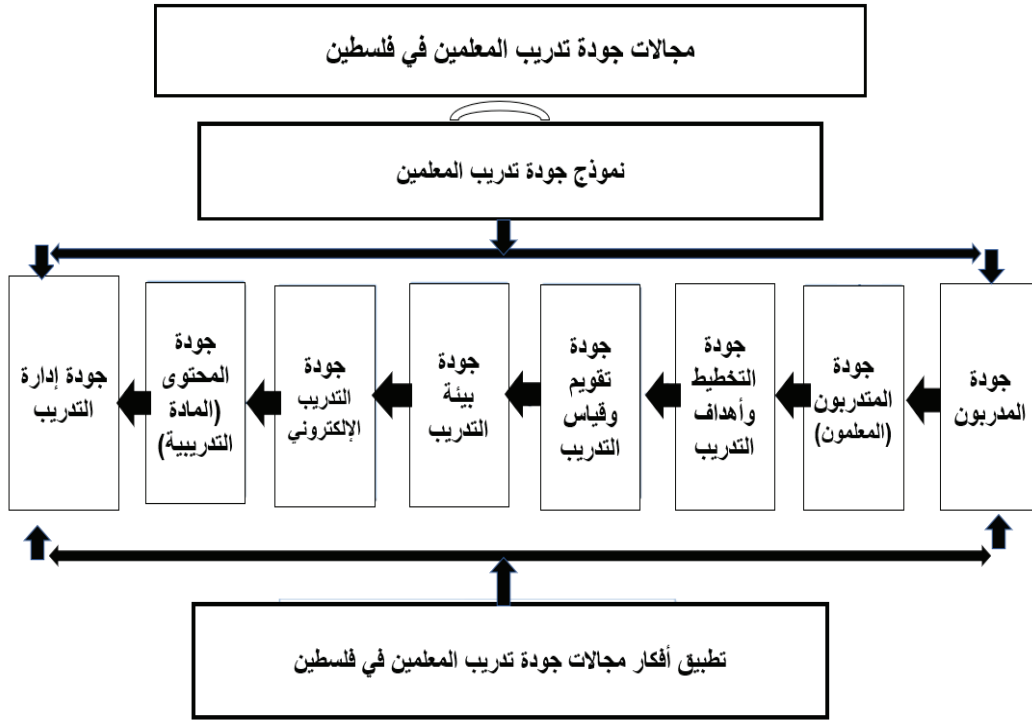 مجالات جودة تدريب المعلمين في فلسطين
نموذج جودة تدريب المعلمين
جودة
المدربون
جودة
المتدربون
(المعلمون)
جودة
التخطيط
وأهداف
التدريب
جودة
تقويم
وقياس
التدريب
جودة
بيئة
التدريب
جودة
التدريب
الإلكتروني
جودة
المحتوى
(المادة
التدريبية)
جودة إدارة
التدريب
تطبيق أفكار مجالات جودة تدريب المعلمين في فلسطين